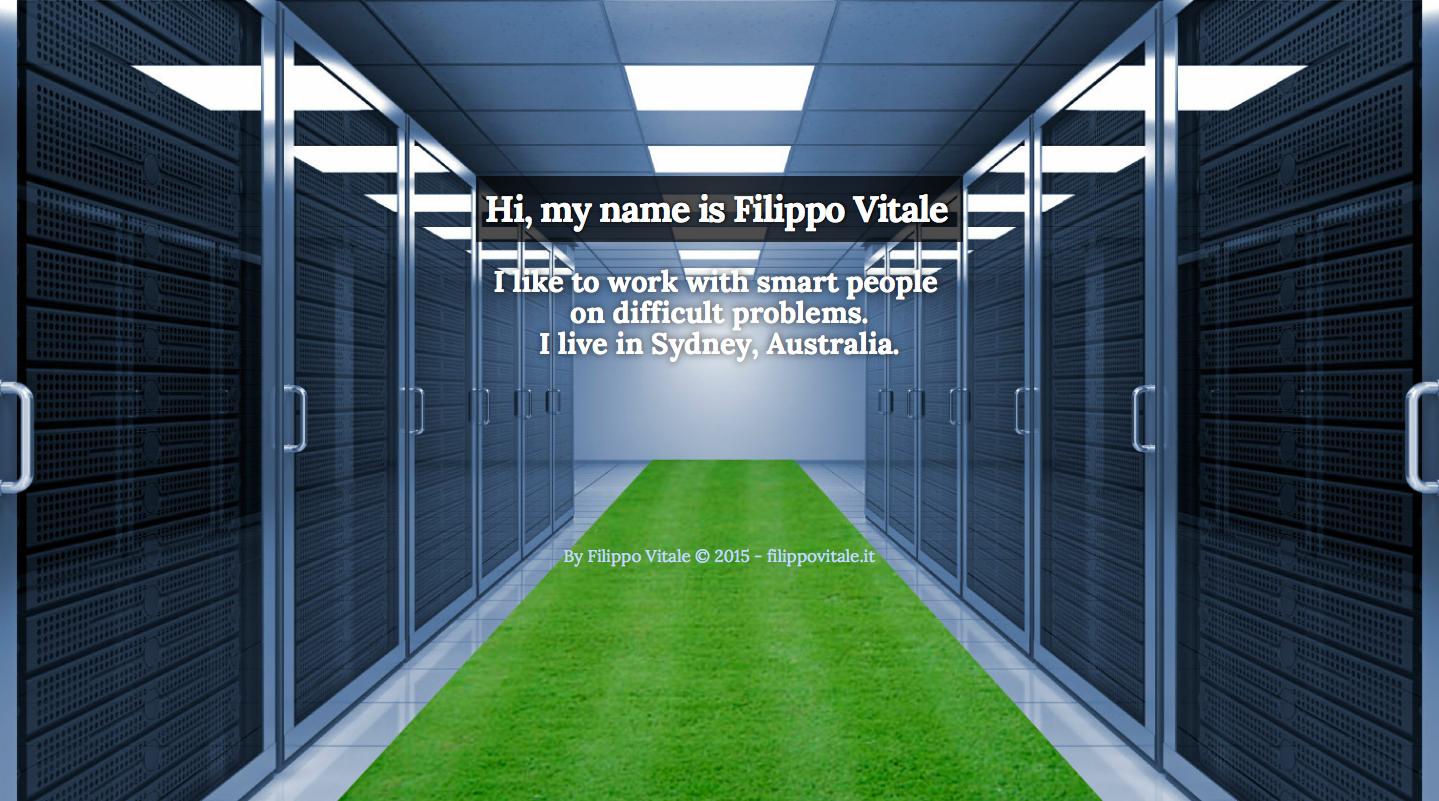 Hi, my name is Filippo Vitale
I like to work with smart people
on difficult problems.
I live in Sydney, Australia.
By Filippo Vitale © 2015 - filippovitale.it